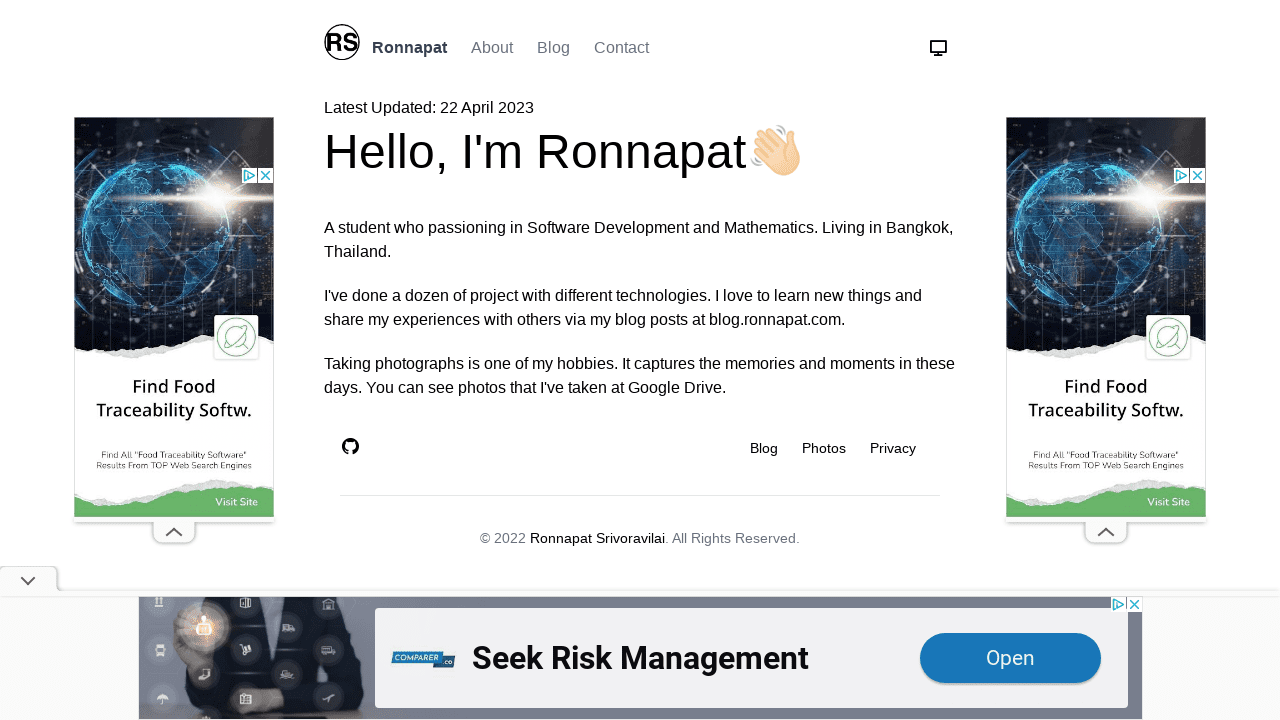 RS Ronnapat About Blog Contact
Latest Updated: 22 April 2023
Hello, I'm Ronnapat👋🏻
A student who passioning in Software Development and Mathematics. Living in Bangkok,
Thailand.
I've done a dozen of project with different technologies. I love to learn new things and
share my experiences with others via my blog posts at blog.ronnapat.com.
Taking photographs is one of my hobbies. It captures the memories and moments in these
days. You can see photos that I've taken at Google Drive.
Blog Photos Privacy
© 2022 Ronnapat Srivoravilai. All Rights Reserved.
Find Food
Traceability Softw.
Find All "Food Traceability Software"
Results From TOP Web Search Engines
Visit Site
Find Food
Traceability Softw.
Find All "Food Traceability Software"
Results From TOP Web Search Engines
Visit Site
COMPARER.CO
Seek Risk Management
Open